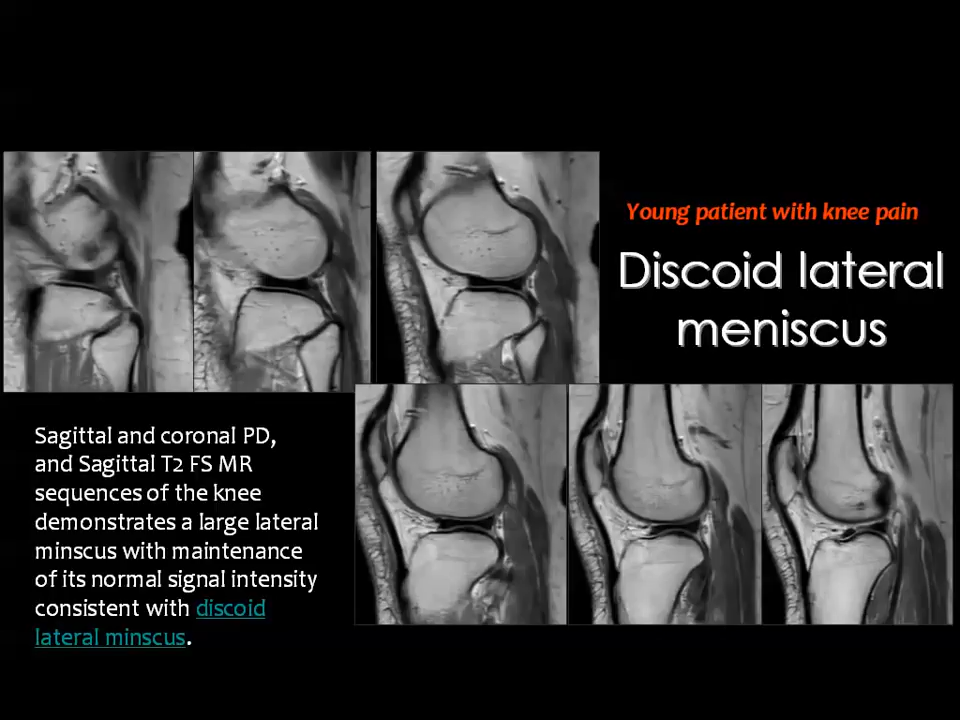 Young patient with knee pain
Discoid lateral
meniscus
Sagittal and coronal PD,
and Sagittal T2 FS MR
sequences of the knee
demonstrates a large lateral
minscus with maintenance
of its normal signal intensity
consistent with discoid
lateral minscus.